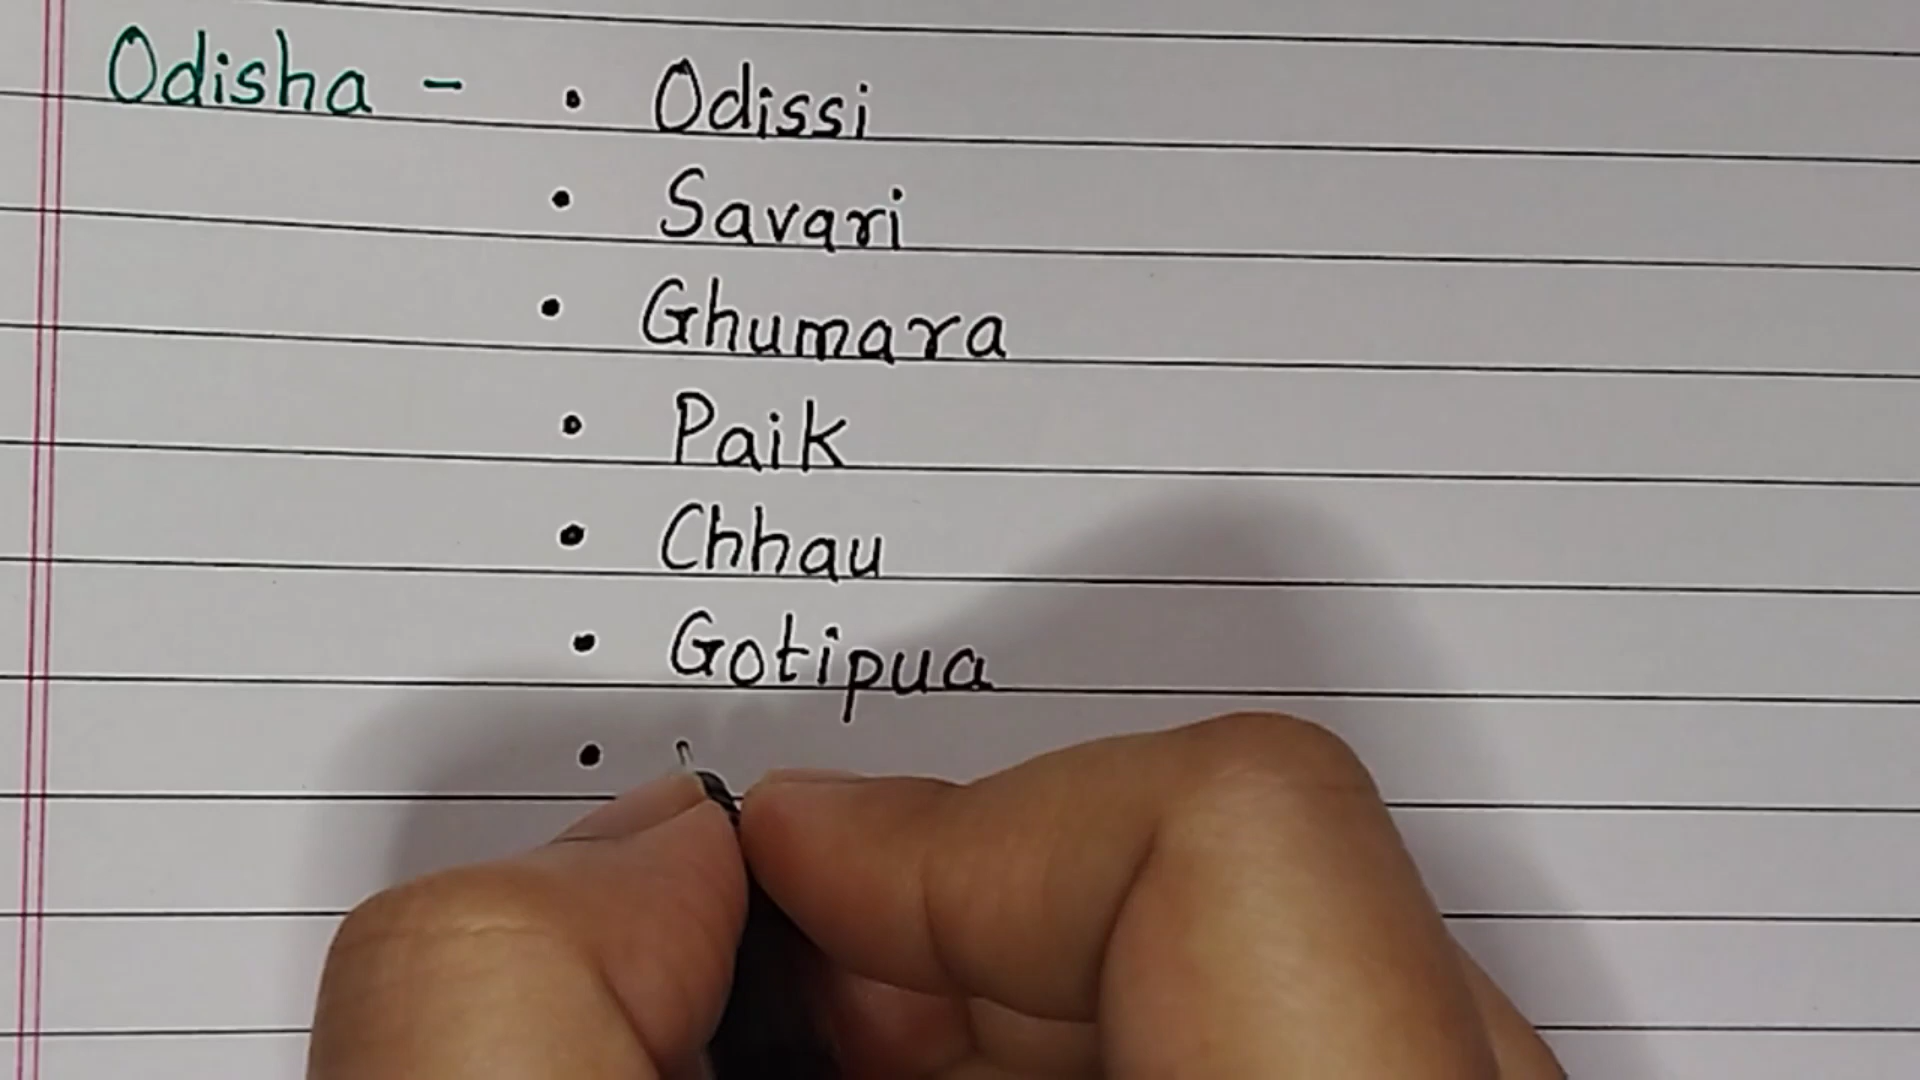 Odisha - • Odissi
• Savari
• Ghumara
• Paik
• Chhau
• Gotipua
•